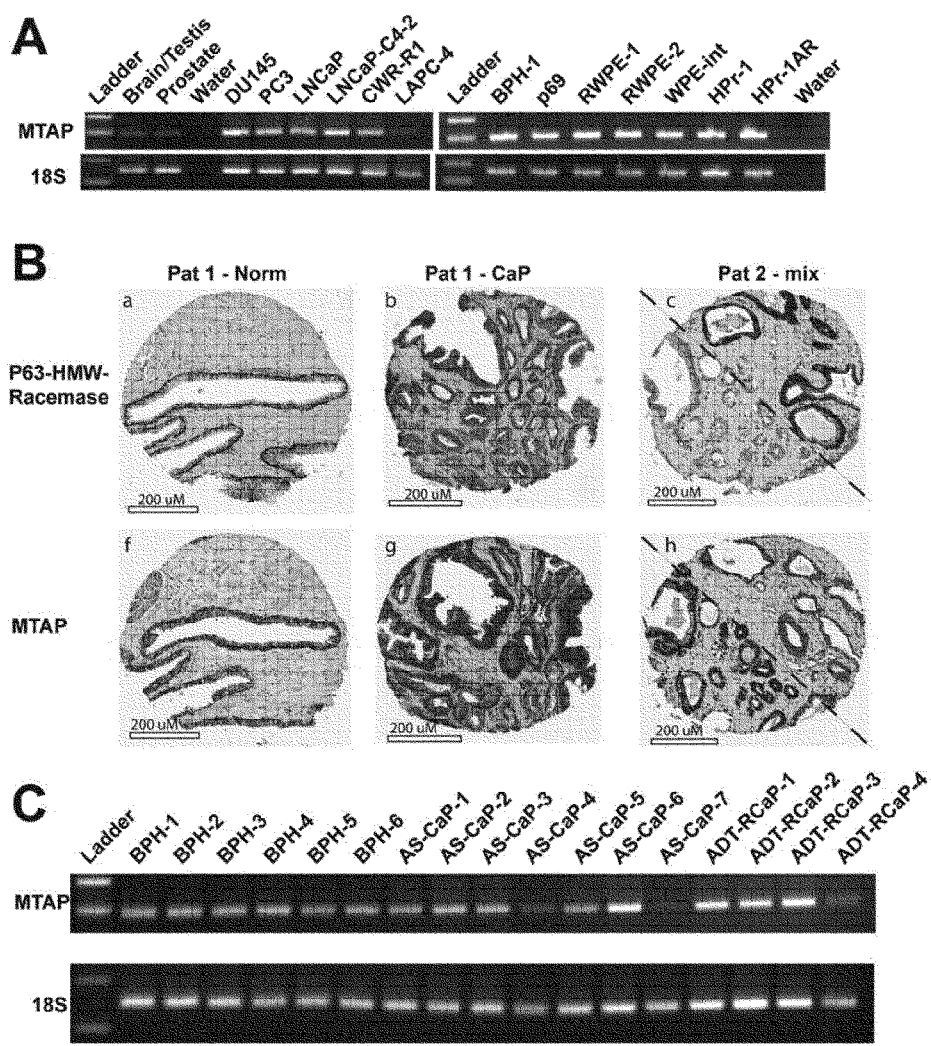 A
Ladder
Brain/Testis
Prostate
Water
DU145
PC3
LNCaP
LNCaP-C4-2
CWR-R1
LAPC-4
Ladder
BPH-1
p69
RWPE-1
RWPE-2
WPE-int
HPr-1
HPr-1AR
Water
MTAP
18S
B
Pat 1 - Norm
Pat 1 - CaP
Pat 2 - mix
a
b
c
P63-HMW-
Racemase
200 uM
200 uM
200 uM
f
g
h
MTAP
200 uM
200 uM
200 uM
C
Ladder
BPH-1
BPH-2
BPH-3
BPH-4
BPH-5
BPH-6
AS-CaP-1
AS-CaP-2
AS-CaP-3
AS-CaP-4
AS-CaP-5
AS-CaP-6
AS-CaP-7
ADT-RCaP-1
ADT-RCaP-2
ADT-RCaP-3
ADT-RCaP-4
MTAP
18S